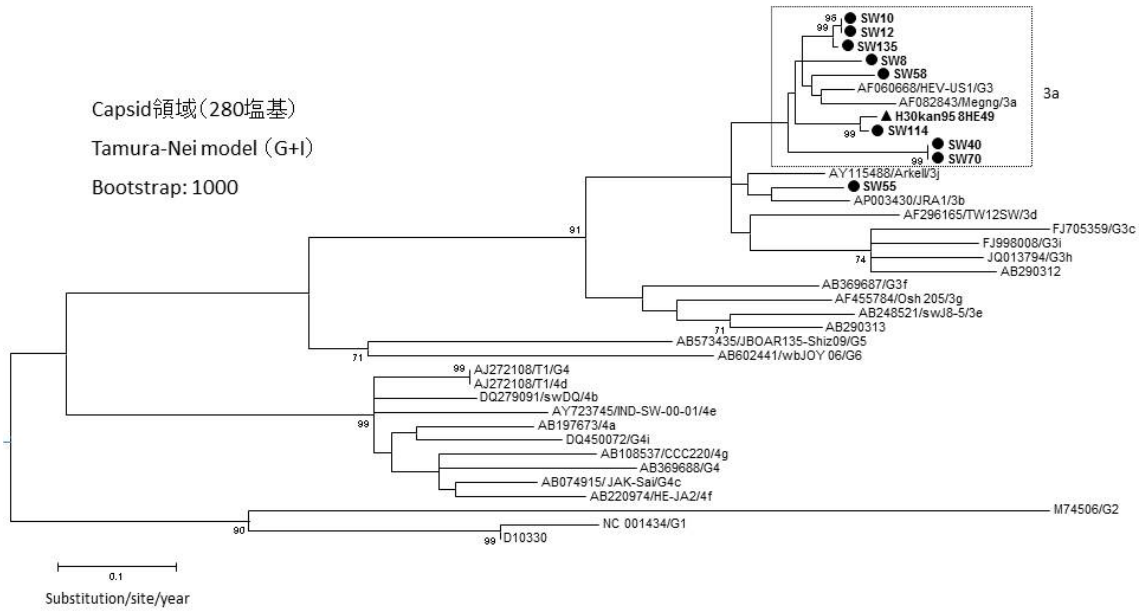 98 SW10
99 SW12
SW135
SW8
SW58
AF060668/HEV-US1/G3
3a
AF082843/Megng/3a
Capsid領域(280塩基)
H30kan95 8HE49
99 SW114
Tamura-Nei model (G+I)
SW40
99 SW70
AY115488/Arkell/3j
Bootstrap: 1000
SW55
AP003430/JRA1/3b
AF296165/TW12SW/3d
91
FJ705359/G3c
FJ998008/G3i
74 JQ013794/G3h
AB290312
AB369687/G3f
AF455784/Osh 205/3g
AB248521/swJ8-5/3e
71 AB290313
AB573435/JBOAR135-Shiz09/G5
71 AB602441/wbJOY 06/G6
99 AJ272108/T1/G4
AJ272108/T1/4d
DQ279091/swDQ/4b
AY723745/IND-SW-00-01/4e
99 AB197673/4a
DQ450072/G4i
AB108537/CCC220/4g
AB369688/G4
AB074915/JAK-Sai/G4c
AB220974/HE-JA2/4f
M74506/G2
90 NC 001434/G1
99 D10330
0.1
Substitution/site/year